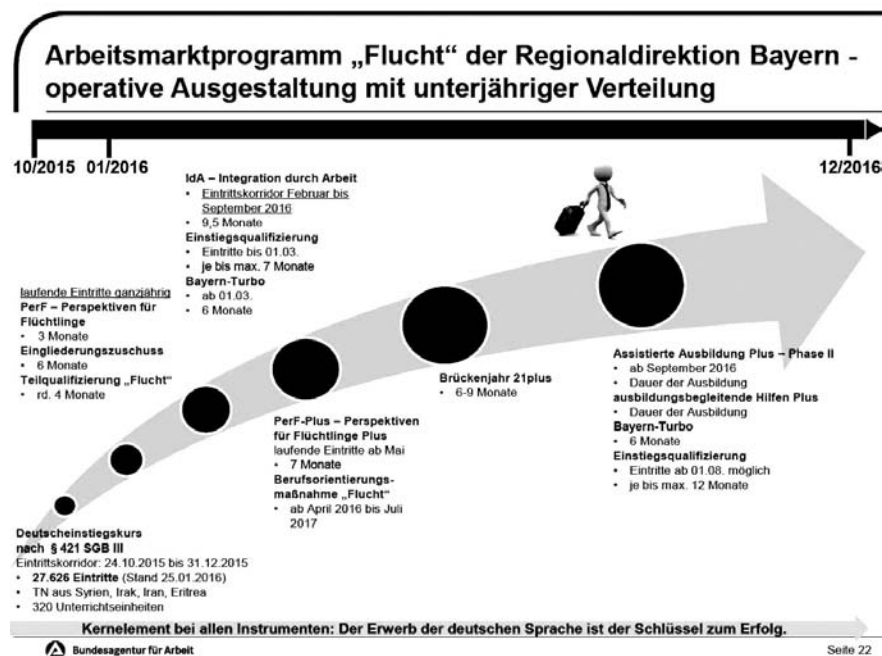 Arbeitsmarktprogramm „Flucht“ der Regionaldirektion Bayern -
operative Ausgestaltung mit unterjähriger Verteilung
10/2015 01/2016
12/2016
IdA – Integration durch Arbeit
• Eintrittskorridor Februar bis
September 2016
• 9,5 Monate
Einstiegsqualifizierung
• Eintritte bis 01.03.
• je bis max. 7 Monate
Bayern-Turbo
• ab 01.03.
• 6 Monate
laufende Eintritte ganzjährig
PerF – Perspektiven für
Flüchtlinge
• 3 Monate
Eingliederungszuschuss
• 6 Monate
Teilqualifizierung „Flucht“
• rd. 4 Monate
Deutscheinstiegskurs
nach § 421 SGB III
Eintrittskorridor: 24.10.2015 bis 31.12.2015
• 27.626 Eintritte (Stand 25.01.2016)
• TN aus Syrien, Irak, Iran, Eritrea
• 320 Unterrichtseinheiten
PerF-Plus – Perspektiven
für Flüchtlinge Plus
laufende Eintritte ab Mai
• 7 Monate
Berufsorientierungs-
maßnahme „Flucht“
• ab April 2016 bis Juli
2017
Brückenjahr 21plus
• 6-9 Monate
Assistierte Ausbildung Plus – Phase II
• ab September 2016
• Dauer der Ausbildung
ausbildungsbegleitende Hilfen Plus
• Dauer der Ausbildung
Bayern-Turbo
• 6 Monate
Einstiegsqualifizierung
• Eintritte ab 01.08. möglich
• je bis max. 12 Monate
Kernelement bei allen Instrumenten: Der Erwerb der deutschen Sprache ist der Schlüssel zum Erfolg.
Bundesagentur für Arbeit
Seite 22